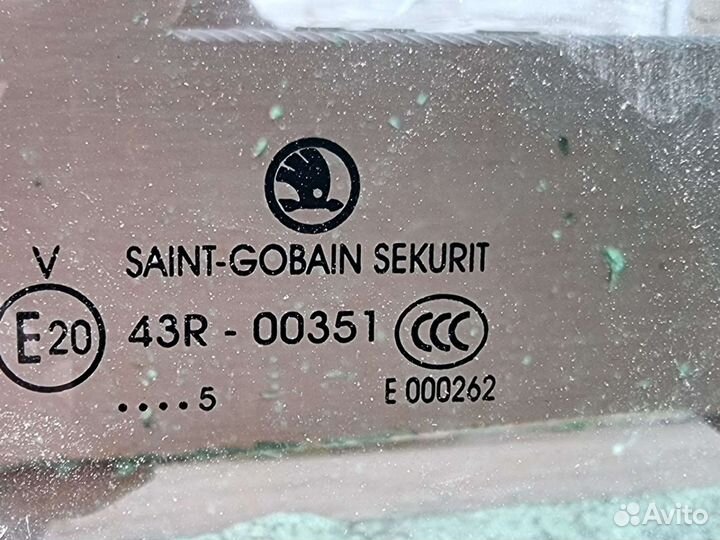 V SAINT-GOBAIN SEKURIT
E20 43R - 00351 CCC
....5 E 000262
Avito